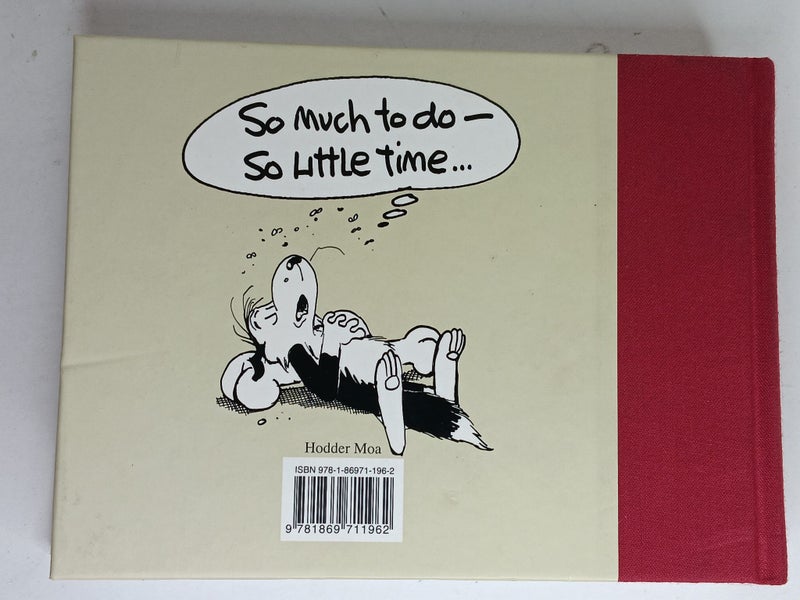 So Much to do —
So Little Time...
Hodder Moa
ISBN 978-1-86971-196-2
9 781869 711962